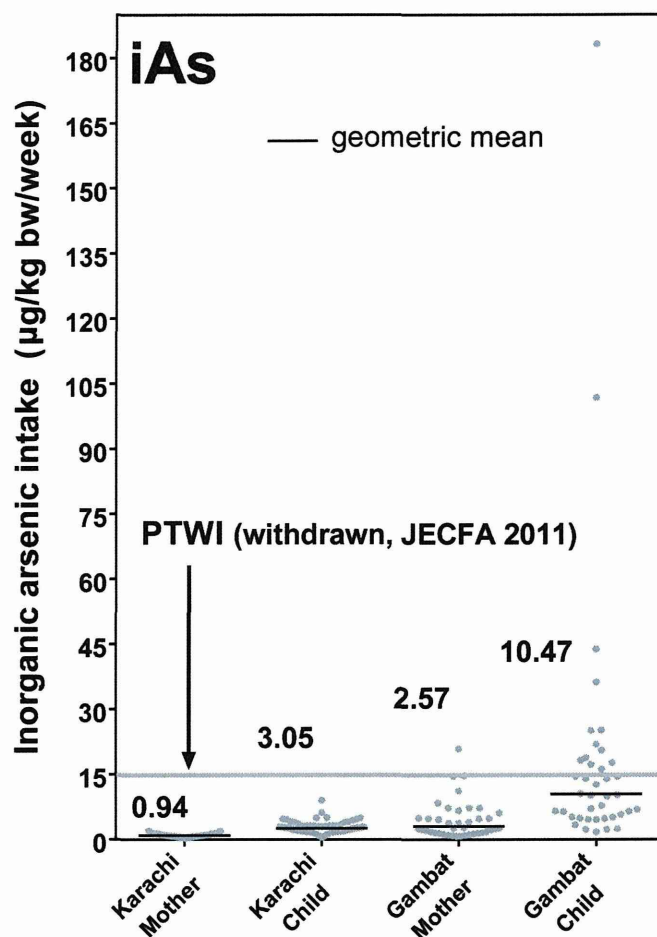 iAs
geometric mean
Inorganic arsenic intake (µg/kg bw/week)
180
165
150
135
120
105
90
75
60
45
30
15
0
PTWI (withdrawn, JECFA 2011)
0.94
3.05
2.57
10.47
Karachi
Mother
Karachi
Child
Gambat
Mother
Gambat
Child